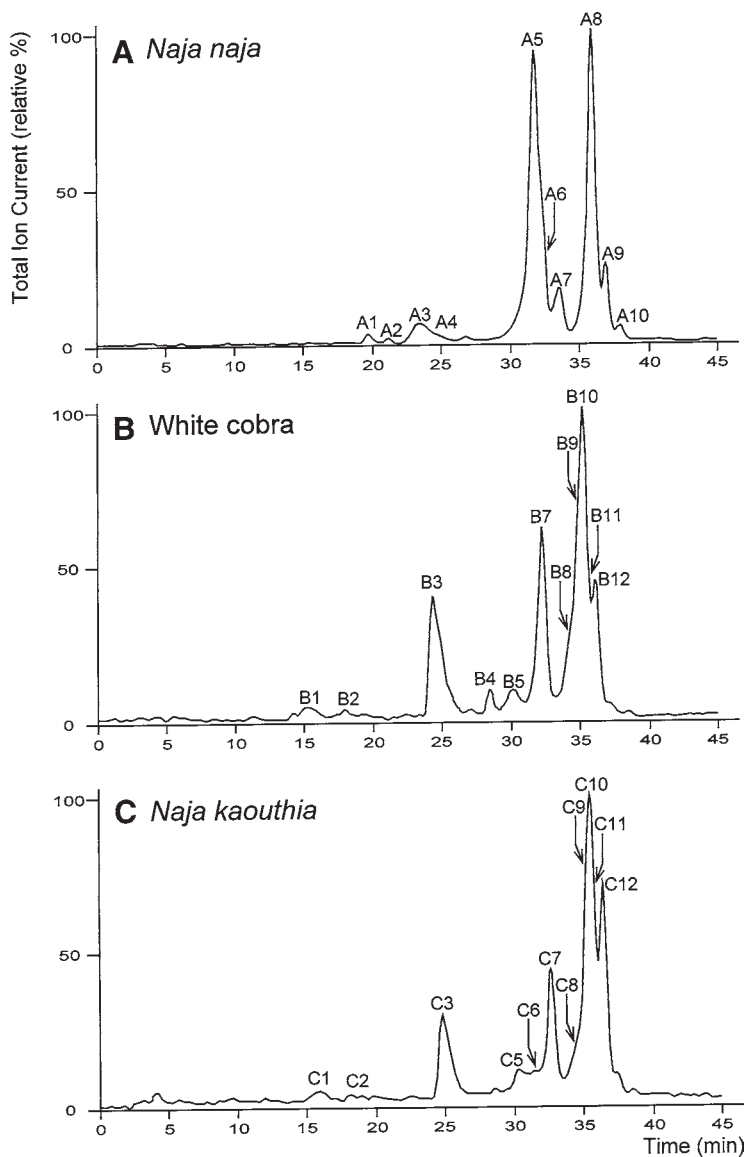 Total Ion Current (relative %)
A Naja naja
100
50
0
A1
A2
A3
A4
A5
A6
A7
A8
A9
A10
0 5 10 15 20 25 30 35 40 45
B White cobra
100
50
0
B1
B2
B3
B4
B5
B7
B8
B9
B10
B11
B12
0 5 10 15 20 25 30 35 40 45
C Naja kaouthia
100
50
0
C1
C2
C3
C5
C6
C7
C8
C9
C10
C11
C12
0 5 10 15 20 25 30 35 40 45
Time (min)